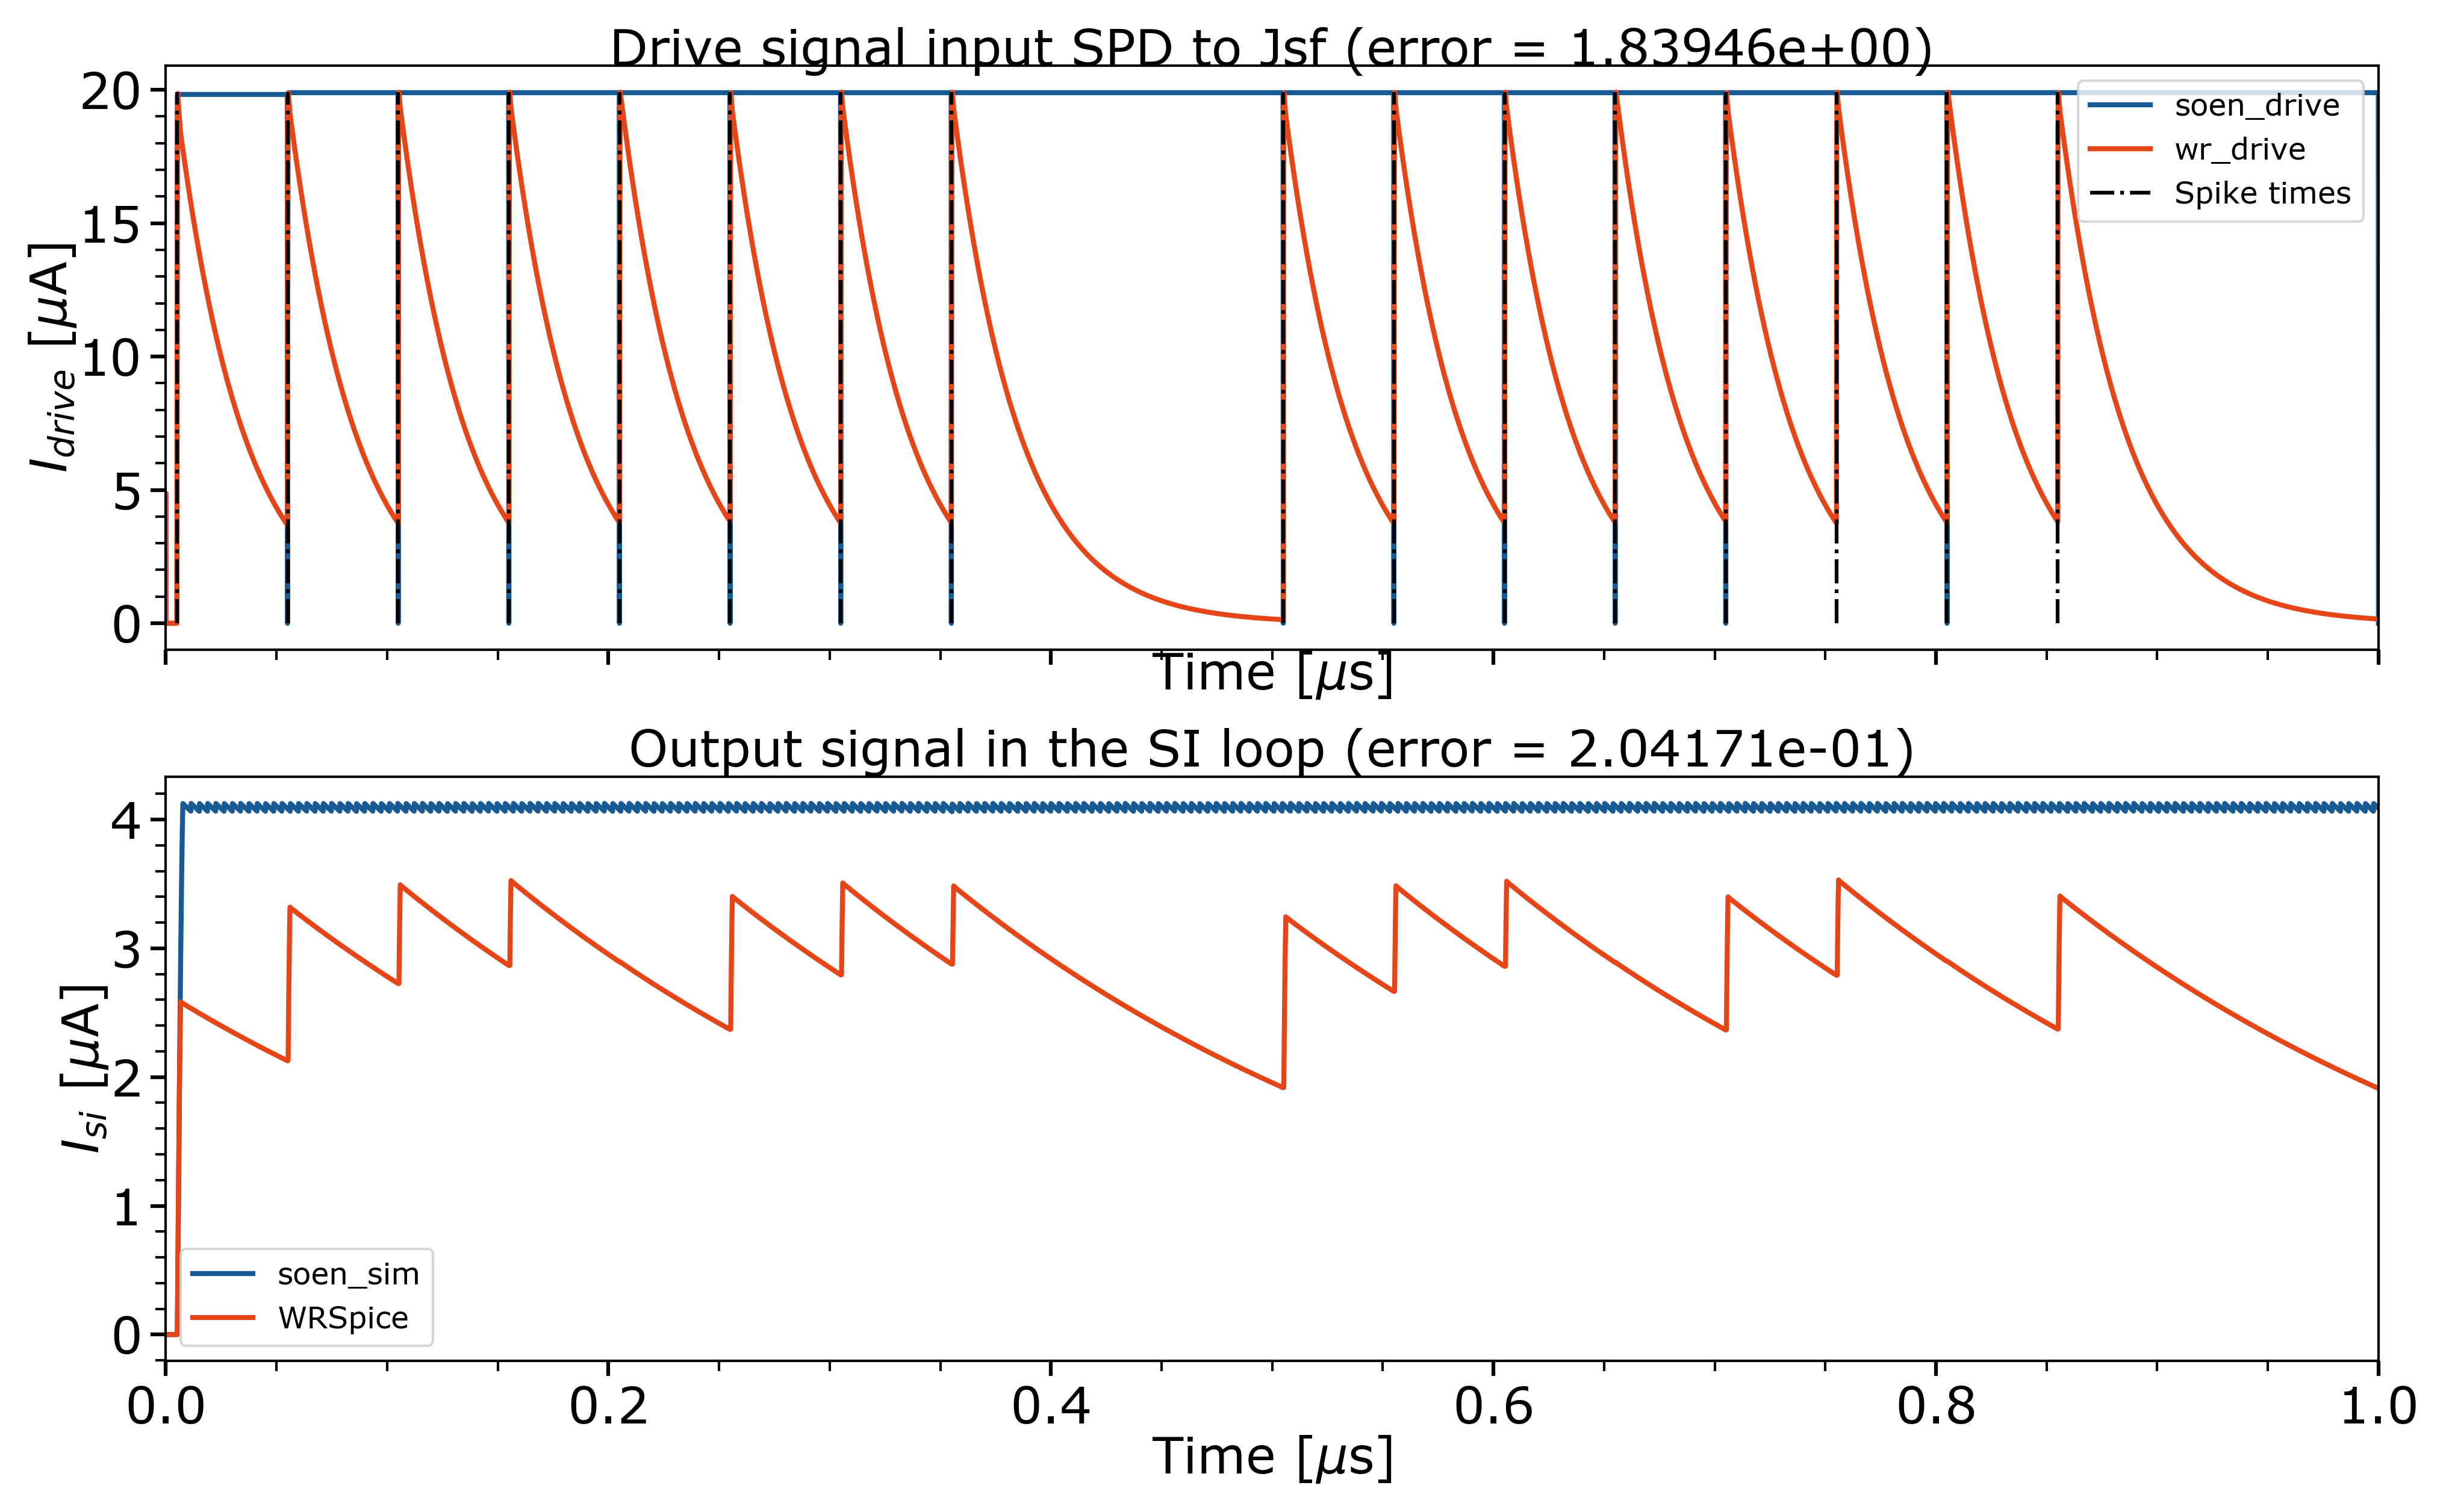 Drive signal input SPD to Jsf (error = 1.83946e+00)
20
15
10
5
0
I_drive [μA]
soen_drive
wr_drive
Spike times
Time [μs]
Output signal in the SI loop (error = 2.04171e-01)
4
3
2
1
0
I_si [μA]
soen_sim
WRSpice
0.0 0.2 0.4 0.6 0.8 1.0
Time [μs]